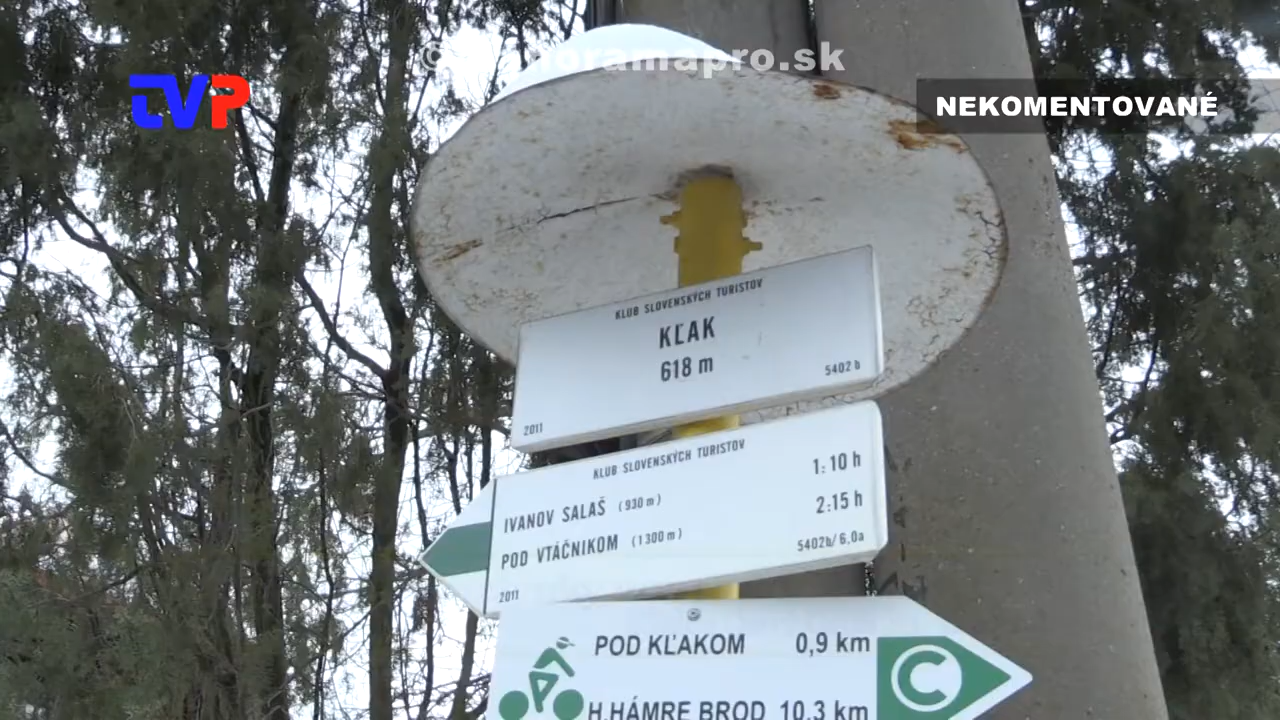 panoramapro.sk
TVP
NEKOMENTOVANÉ
KLUB SLOVENSKÝCH TURISTOV
KĽAK
618 m
5402 b
2011
KLUB SLOVENSKÝCH TURISTOV
IVANOV SALAŠ (930 m) 1:10 h
POD VTÁČNIKOM (1300 m) 2:15 h
5402b/6,0a
2011
POD KĽAKOM 0,9 km
C
H.HÁMRE BROD 10,3 km